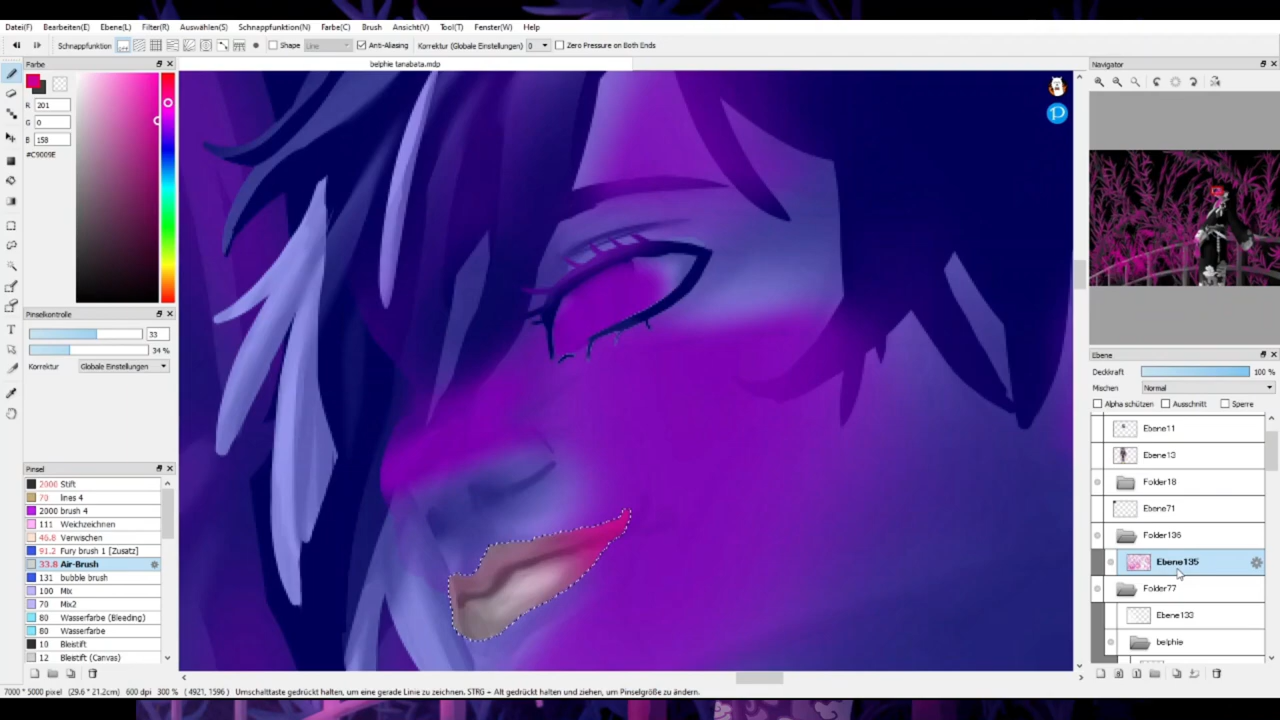 Datei(F) Bearbeiten(E) Ebene(L) Filter(R) Auswählen(S) Schnappfunktion(N) Farbe(C) Brush Ansicht(V) Tool(T) Fenster(W) Help
Schnappfunktion Shape Line Anti-Aliasing Korrektur (Globale Einstellungen) 0 Zero Pressure on Both Ends
Farbe
belphie tanabata.mdp
Navigator
R 201
G 0
B 158
#C9009E
Pinselkontrolle
33
34 %
Korrektur Globale Einstellungen
Pinsel
2000 Stift
70 lines 4
2000 brush 4
111 Weichzeichnen
46.8 Verwischen
91.2 Fury brush 1 [Zusatz]
33.8 Air-Brush
131 bubble brush
100 Mix
70 Mix2
80 Wasserfarbe (Bleeding)
80 Wasserfarbe
10 Bleistift
12 Bleistift (Canvas)
Ebene
Deckkraft 100 %
Mischen Normal
Alpha schützen Ausschnitt Sperre
Ebene11
Ebene13
Folder18
Ebene71
Folder136
Ebene135
Folder77
Ebene133
belphie
7000 * 5000 pixel (29.6 * 21.2cm) 600 dpi 300 % ( 4921, 1596 ) Umschalttaste gedrückt halten, um eine gerade Linie zu zeichnen, STRG + Alt gedrückt halten und ziehen, um Pinselgröße zu ändern.